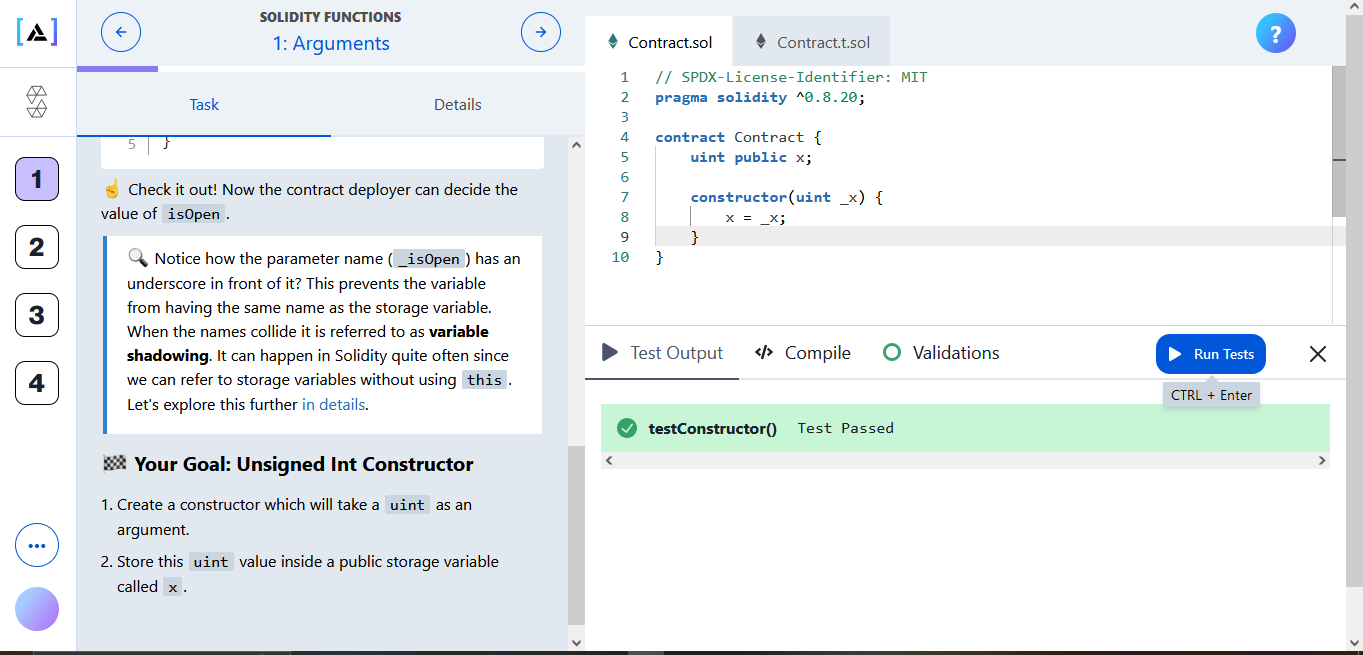 [A]
SOLIDITY FUNCTIONS
1: Arguments
Task
Details
1
2
3
4
5 }
☝ Check it out! Now the contract deployer can decide the
value of isOpen.
🔍 Notice how the parameter name (_isOpen) has an
underscore in front of it? This prevents the variable
from having the same name as the storage variable.
When the names collide it is referred to as variable
shadowing. It can happen in Solidity quite often since
we can refer to storage variables without using this.
Let's explore this further in details.
🏁 Your Goal: Unsigned Int Constructor
1. Create a constructor which will take a uint as an
argument.
2. Store this uint value inside a public storage variable
called x.
Contract.sol
Contract.t.sol
?
1 // SPDX-License-Identifier: MIT
2 pragma solidity ^0.8.20;
3
4 contract Contract {
5 uint public x;
6
7 constructor(uint _x) {
8 x = _x;
9 }
10 }
Test Output
</> Compile
Validations
Run Tests
CTRL + Enter
testConstructor() Test Passed